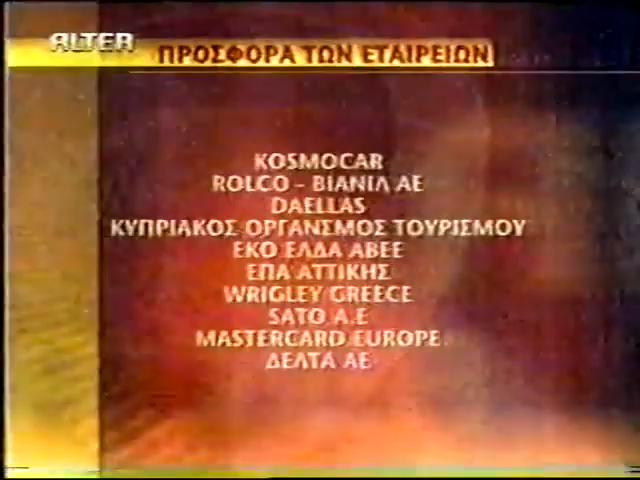 ALTER
ΠΡΟΣΦΟΡΑ ΤΩΝ ΕΤΑΙΡΕΙΩΝ
KOSMOCAR
ROLCO - ΒΙΑΝΙΛ ΑΕ
DAELLAS
ΚΥΠΡΙΑΚΟΣ ΟΡΓΑΝΣΜΟΣ ΤΟΥΡΙΣΜΟΥ
ΕΚΟ ΕΛΔΑ ΑΒΕΕ
ΕΠΑ ΑΤΤΙΚΗΣ
WRIGLEY GREECE
SATO A.E
MASTERCARD EUROPE
ΔΕΛΤΑ ΑΕ